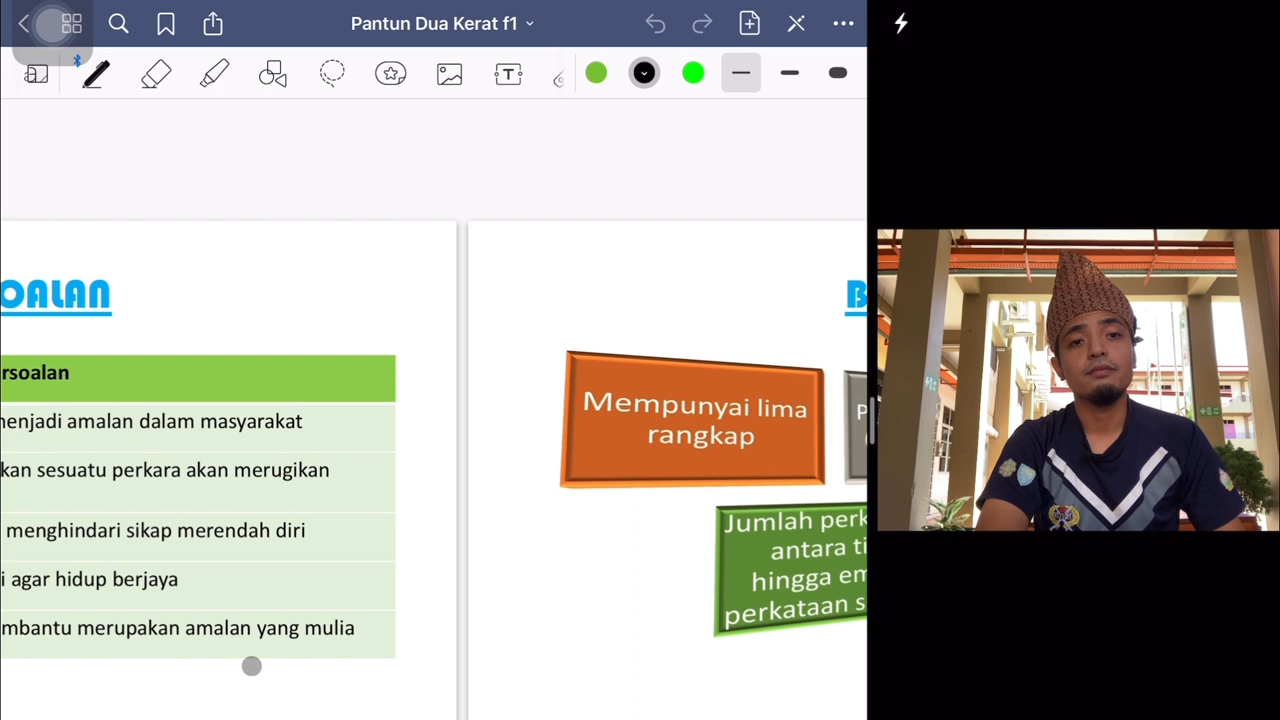 Pantun Dua Kerat f1
T
OALAN
rsoalan
enjadi amalan dalam masyarakat
kan sesuatu perkara akan merugikan
menghindari sikap merendah diri
i agar hidup berjaya
mbantu merupakan amalan yang mulia
B
Mempunyai lima
rangkap
P
Jumlah perk
antara ti
hingga em
perkataan s